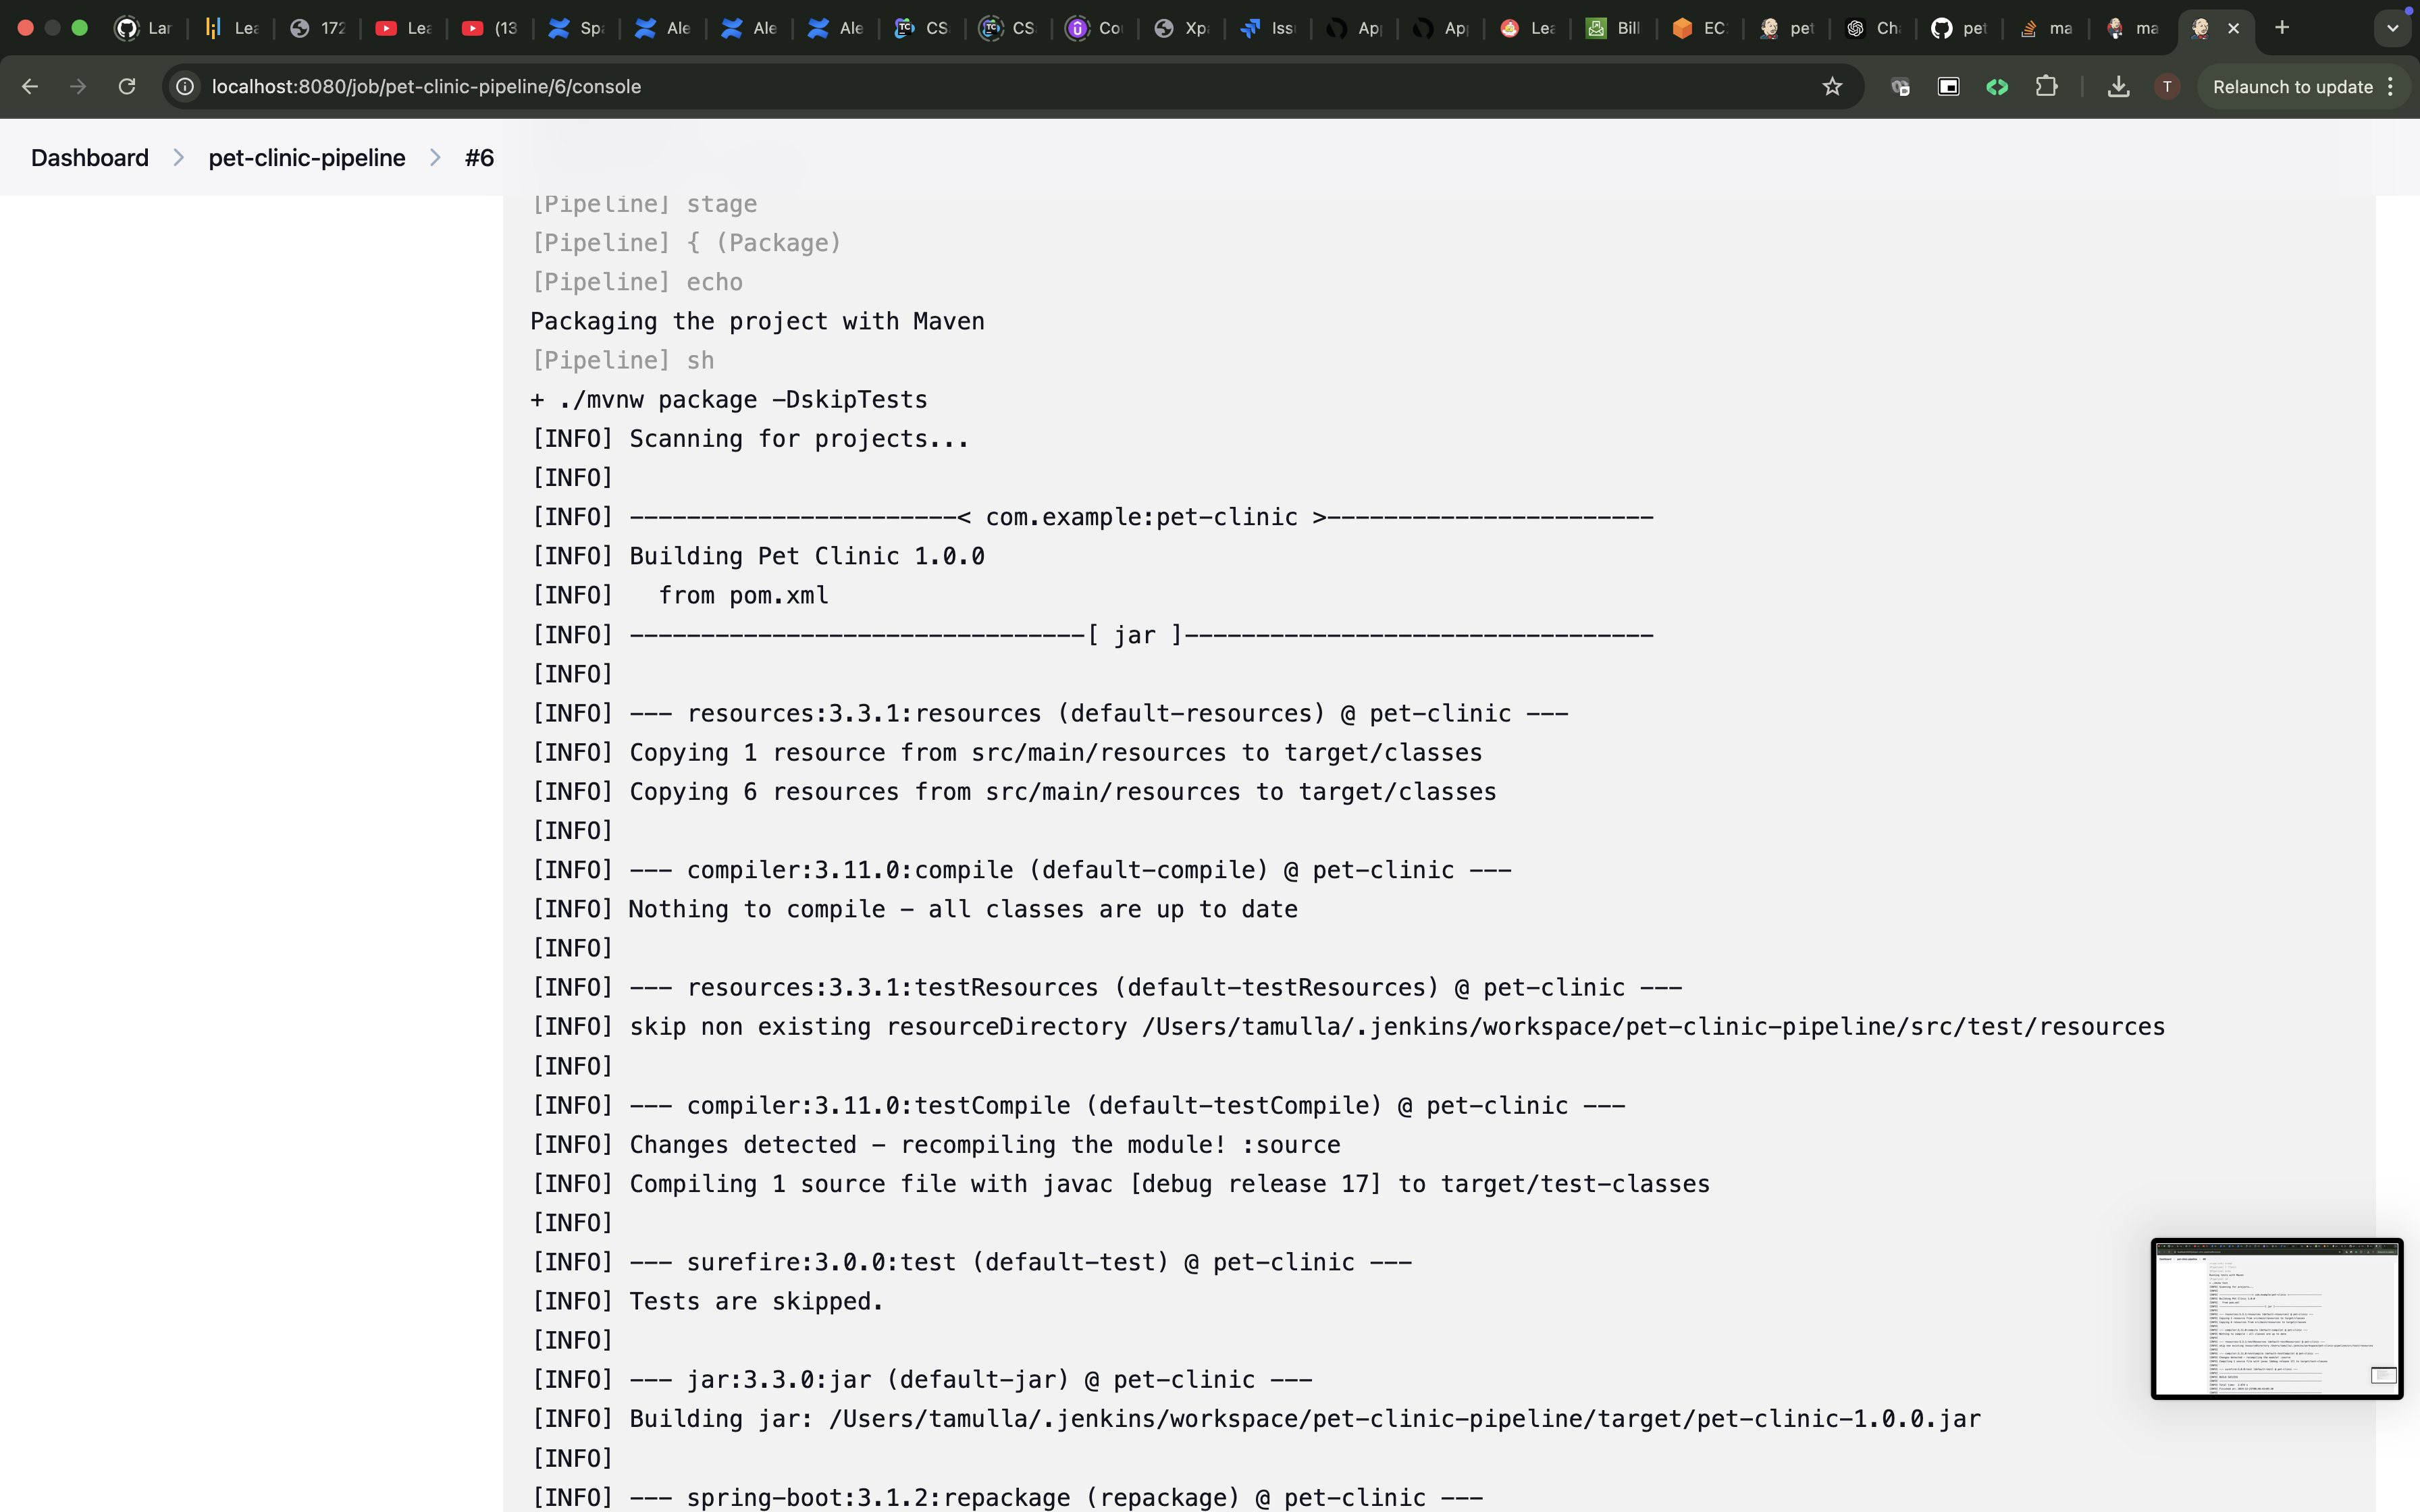 Lar
Lea
172
Lea
(13
Sp
Ale
Ale
Ale
CS
CS
Co
Xp
Iss
Ap
Ap
Lea
Bill
EC
pet
Ch
pet
ma
ma
localhost:8080/job/pet-clinic-pipeline/6/console
T
Relaunch to update
Dashboard > pet-clinic-pipeline > #6
[Pipeline] stage
[Pipeline] { (Package)
[Pipeline] echo
Packaging the project with Maven
[Pipeline] sh
+ ./mvnw package -DskipTests
[INFO] Scanning for projects...
[INFO]
[INFO] -----------------------< com.example:pet-clinic >-----------------------
[INFO] Building Pet Clinic 1.0.0
[INFO]   from pom.xml
[INFO] --------------------------------[ jar ]---------------------------------
[INFO]
[INFO] --- resources:3.3.1:resources (default-resources) @ pet-clinic ---
[INFO] Copying 1 resource from src/main/resources to target/classes
[INFO] Copying 6 resources from src/main/resources to target/classes
[INFO]
[INFO] --- compiler:3.11.0:compile (default-compile) @ pet-clinic ---
[INFO] Nothing to compile - all classes are up to date
[INFO]
[INFO] --- resources:3.3.1:testResources (default-testResources) @ pet-clinic ---
[INFO] skip non existing resourceDirectory /Users/tamulla/.jenkins/workspace/pet-clinic-pipeline/src/test/resources
[INFO]
[INFO] --- compiler:3.11.0:testCompile (default-testCompile) @ pet-clinic ---
[INFO] Changes detected - recompiling the module! :source
[INFO] Compiling 1 source file with javac [debug release 17] to target/test-classes
[INFO]
[INFO] --- surefire:3.0.0:test (default-test) @ pet-clinic ---
[INFO] Tests are skipped.
[INFO]
[INFO] --- jar:3.3.0:jar (default-jar) @ pet-clinic ---
[INFO] Building jar: /Users/tamulla/.jenkins/workspace/pet-clinic-pipeline/target/pet-clinic-1.0.0.jar
[INFO]
[INFO] --- spring-boot:3.1.2:repackage (repackage) @ pet-clinic ---